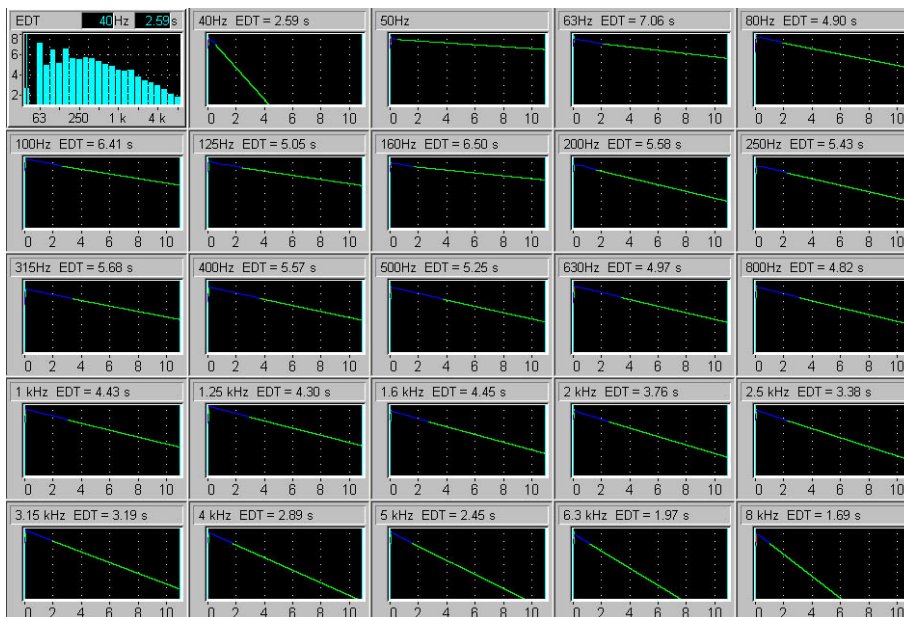 EDT 40 Hz 2.59 s
8
6
4
2
63 250 1 k 4 k
40Hz EDT = 2.59 s
0 2 4 6 8 10
50Hz
0 2 4 6 8 10
63Hz EDT = 7.06 s
0 2 4 6 8 10
80Hz EDT = 4.90 s
0 2 4 6 8 10
100Hz EDT = 6.41 s
0 2 4 6 8 10
125Hz EDT = 5.05 s
0 2 4 6 8 10
160Hz EDT = 6.50 s
0 2 4 6 8 10
200Hz EDT = 5.58 s
0 2 4 6 8 10
250Hz EDT = 5.43 s
0 2 4 6 8 10
315Hz EDT = 5.68 s
0 2 4 6 8 10
400Hz EDT = 5.57 s
0 2 4 6 8 10
500Hz EDT = 5.25 s
0 2 4 6 8 10
630Hz EDT = 4.97 s
0 2 4 6 8 10
800Hz EDT = 4.82 s
0 2 4 6 8 10
1 kHz EDT = 4.43 s
0 2 4 6 8 10
1.25 kHz EDT = 4.30 s
0 2 4 6 8 10
1.6 kHz EDT = 4.45 s
0 2 4 6 8 10
2 kHz EDT = 3.76 s
0 2 4 6 8 10
2.5 kHz EDT = 3.38 s
0 2 4 6 8 10
3.15 kHz EDT = 3.19 s
0 2 4 6 8 10
4 kHz EDT = 2.89 s
0 2 4 6 8 10
5 kHz EDT = 2.45 s
0 2 4 6 8 10
6.3 kHz EDT = 1.97 s
0 2 4 6 8 10
8 kHz EDT = 1.69 s
0 2 4 6 8 10